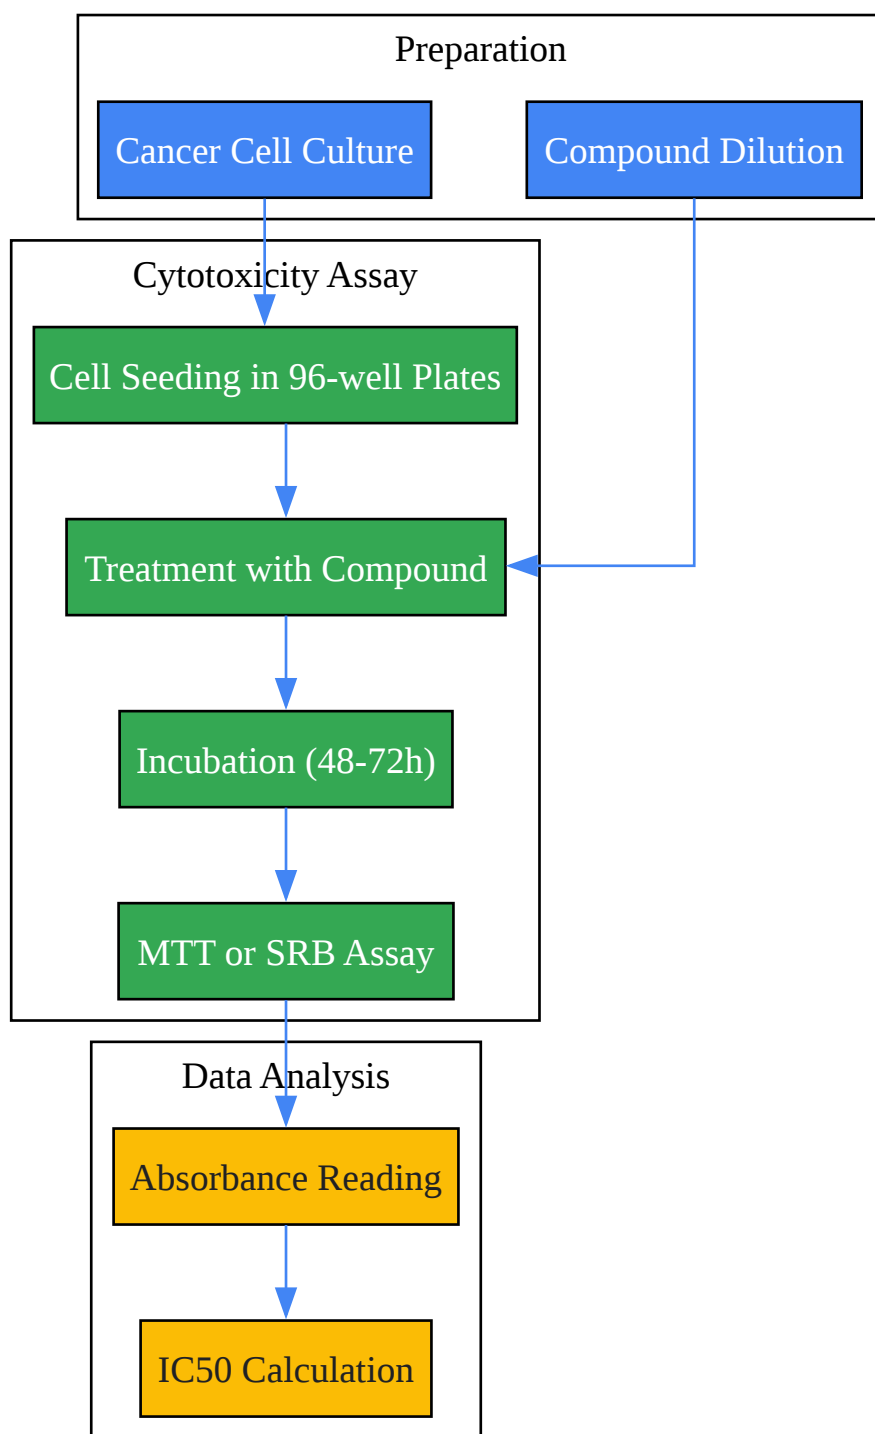 Preparation
Cancer Cell Culture
Compound Dilution
Cytotoxicity Assay
Cell Seeding in 96-well Plates
Treatment with Compound
Incubation (48-72h)
MTT or SRB Assay
Data Analysis
Absorbance Reading
IC50 Calculation